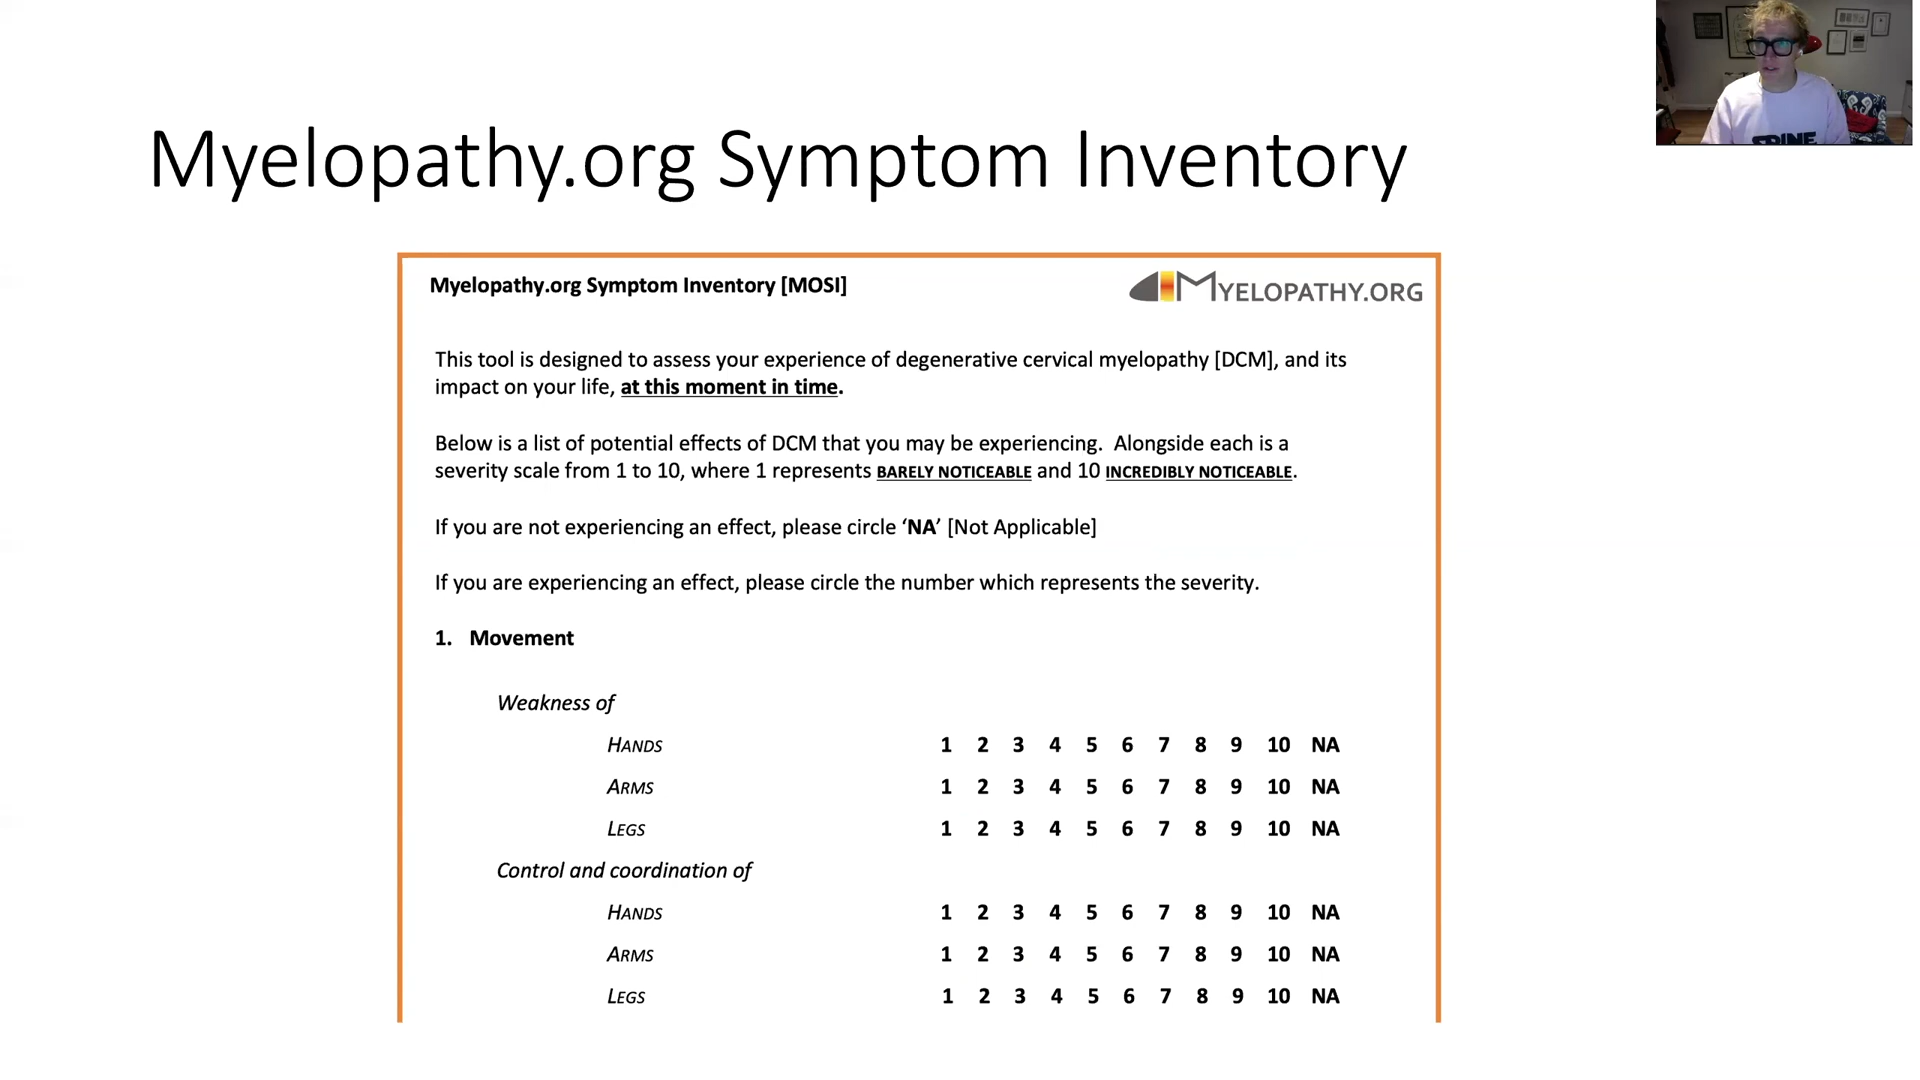 Myelopathy.org Symptom Inventory
SPINE
Myelopathy.org Symptom Inventory [MOSI]
MYELOPATHY.ORG
This tool is designed to assess your experience of degenerative cervical myelopathy [DCM], and its
impact on your life, at this moment in time.
Below is a list of potential effects of DCM that you may be experiencing.  Alongside each is a
severity scale from 1 to 10, where 1 represents BARELY NOTICEABLE and 10 INCREDIBLY NOTICEABLE.
If you are not experiencing an effect, please circle ‘NA’ [Not Applicable]
If you are experiencing an effect, please circle the number which represents the severity.
1. Movement
Weakness of
HANDS 1 2 3 4 5 6 7 8 9 10 NA
ARMS 1 2 3 4 5 6 7 8 9 10 NA
LEGS 1 2 3 4 5 6 7 8 9 10 NA
Control and coordination of
HANDS 1 2 3 4 5 6 7 8 9 10 NA
ARMS 1 2 3 4 5 6 7 8 9 10 NA
LEGS 1 2 3 4 5 6 7 8 9 10 NA